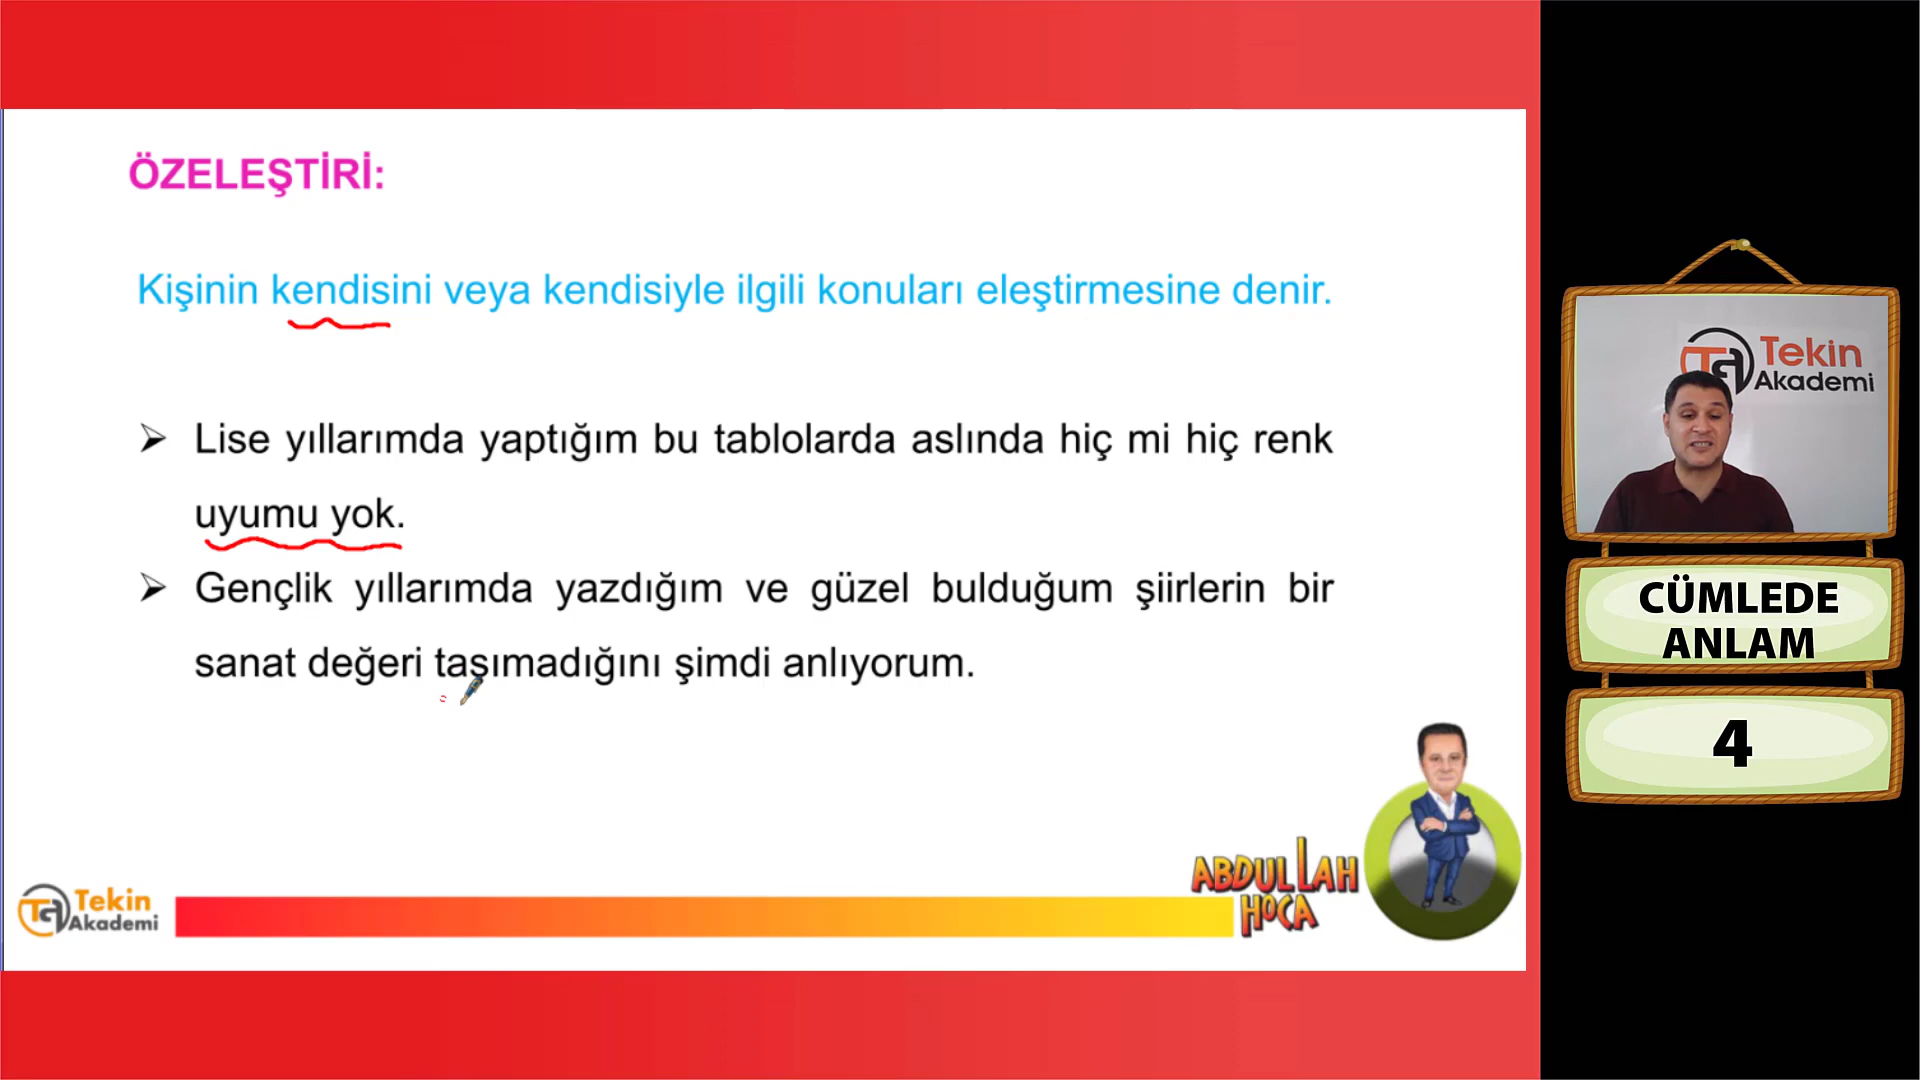 ÖZELEŞTİRİ:
Kişinin kendisini veya kendisiyle ilgili konuları eleştirmesine denir.
➢ Lise yıllarımda yaptığım bu tablolarda aslında hiç mi hiç renk
uyumu yok.
➢ Gençlik yıllarımda yazdığım ve güzel bulduğum şiirlerin bir
sanat değeri taşımadığını şimdi anlıyorum.
Tekin
Akademi
ABDULLAH
HOCA
Tekin
Akademi
CÜMLEDE
ANLAM
4